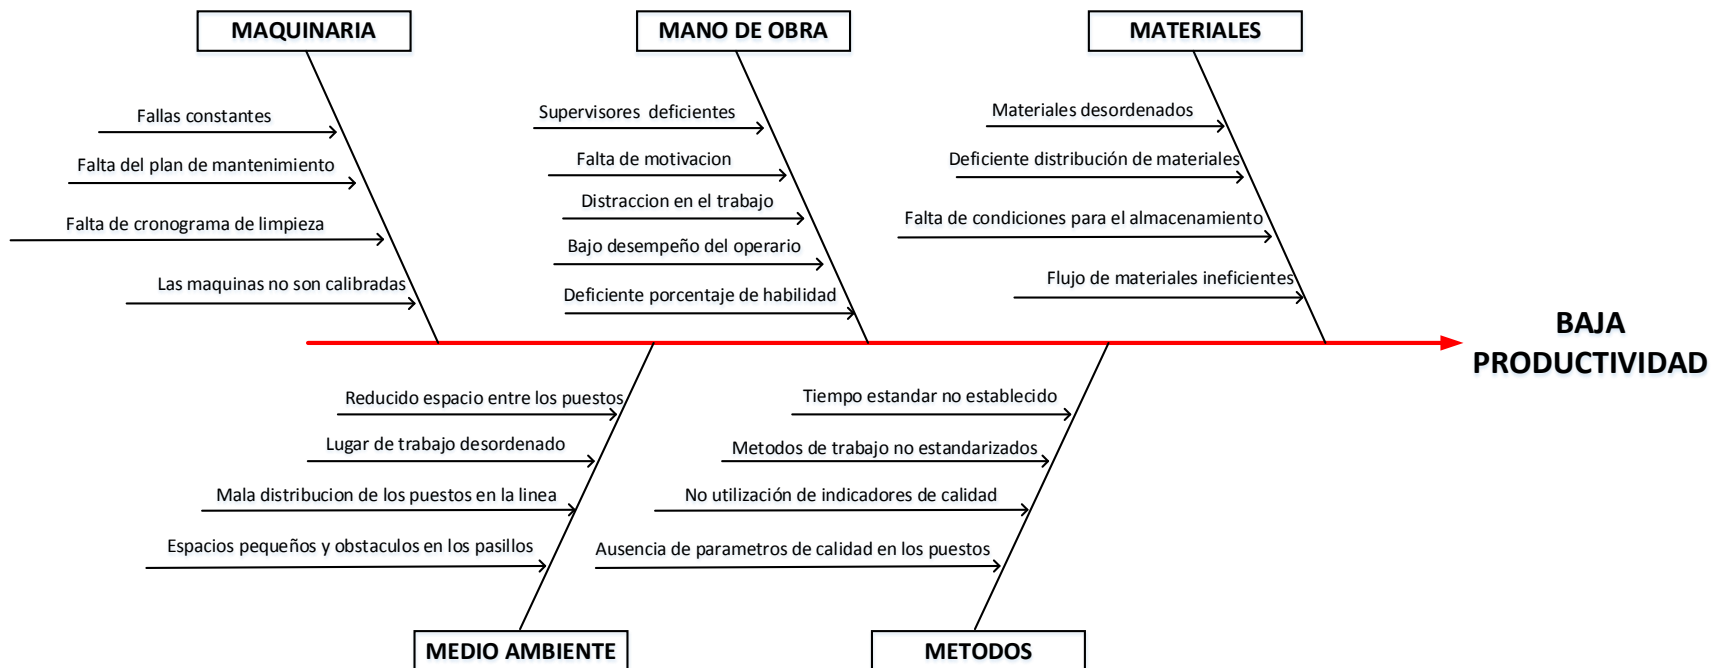 MAQUINARIA
MANO DE OBRA
MATERIALES
Fallas constantes
Falta del plan de mantenimiento
Falta de cronograma de limpieza
Las maquinas no son calibradas
Supervisores  deficientes
Falta de motivacion
Distraccion en el trabajo
Bajo desempeño del operario
Deficiente porcentaje de habilidad
Materiales desordenados
Deficiente distribución de materiales
Falta de condiciones para el almacenamiento
Flujo de materiales ineficientes
BAJA
PRODUCTIVIDAD
Reducido espacio entre los puestos
Lugar de trabajo desordenado
Mala distribucion de los puestos en la linea
Espacios pequeños y obstaculos en los pasillos
Tiempo estandar no establecido
Metodos de trabajo no estandarizados
No utilización de indicadores de calidad
Ausencia de parametros de calidad en los puestos
MEDIO AMBIENTE
METODOS